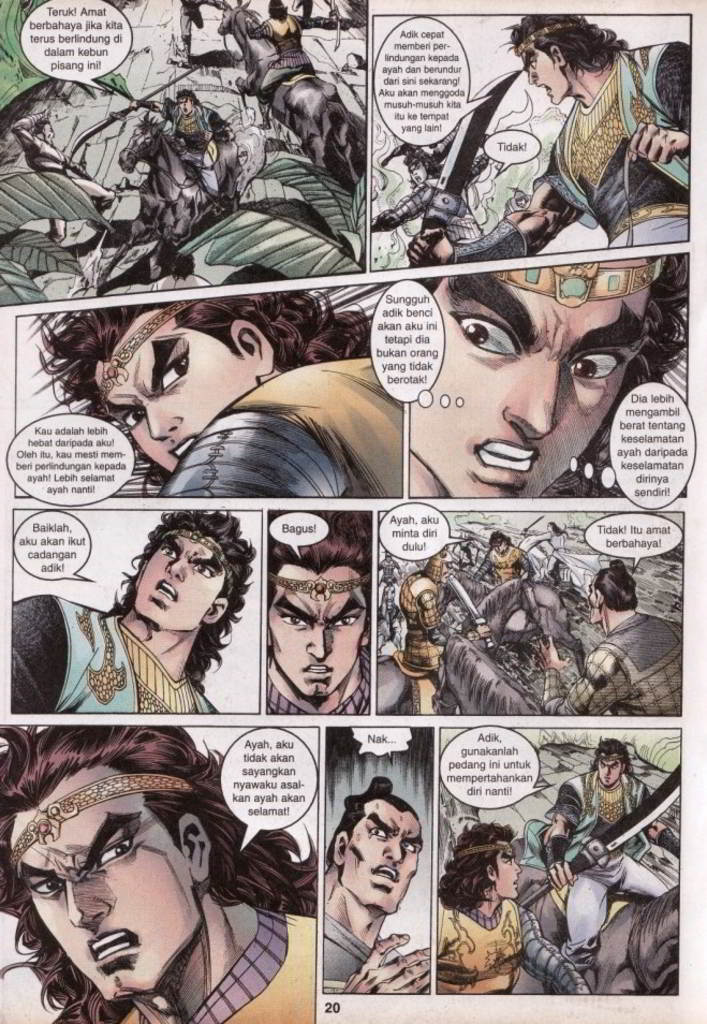 Teruk! Amat
berbahaya jika kita
terus berlindung di
dalam kebun
pisang ini!
Adik cepat
memberi per-
lindungan kepada
ayah dan berundur
dari sini sekarang!
Aku akan menggoda
musuh-musuh kita
itu ke tempat
yang lain!
Tidak!
Kau adalah lebih
hebat daripada aku!
Oleh itu, kau mesti mem-
beri perlindungan kepada
ayah! Lebih selamat
ayah nanti!
Sungguh
adik benci
akan aku ini
tetapi dia
bukan orang
yang tidak
berotak!
Dia lebih
mengambil
berat tentang
keselamatan
ayah daripada
keselamatan
dirinya
sendiri!
Baiklah,
aku akan ikut
cadangan
adik!
Bagus!
Ayah, aku
minta diri
dulu!
Tidak! Itu amat
berbahaya!
Ayah, aku
tidak akan
sayangkan
nyawaku asal-
kan ayah akan
selamat!
Nak...
Adik,
gunakanlah
pedang ini untuk
mempertahankan
diri nanti!
20